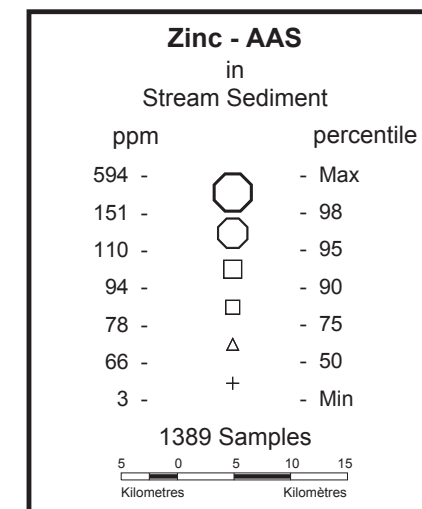 Zinc - AAS
in
Stream Sediment
ppm percentile
594 - - Max
151 - - 98
110 - - 95
94 - - 90
78 - - 75
66 - - 50
3 - - Min
1389 Samples
5 0 5 10 15
Kilometres Kilomètres